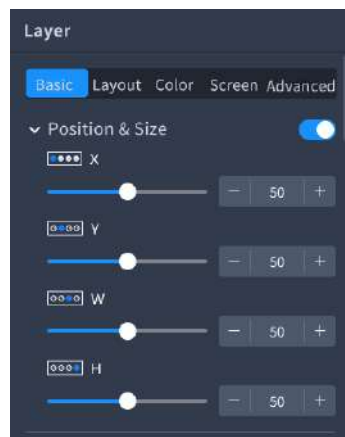 Layer
Basic Layout Color Screen Advanced
Position & Size
X
− 50 +
Y
− 50 +
W
− 50 +
H
− 50 +